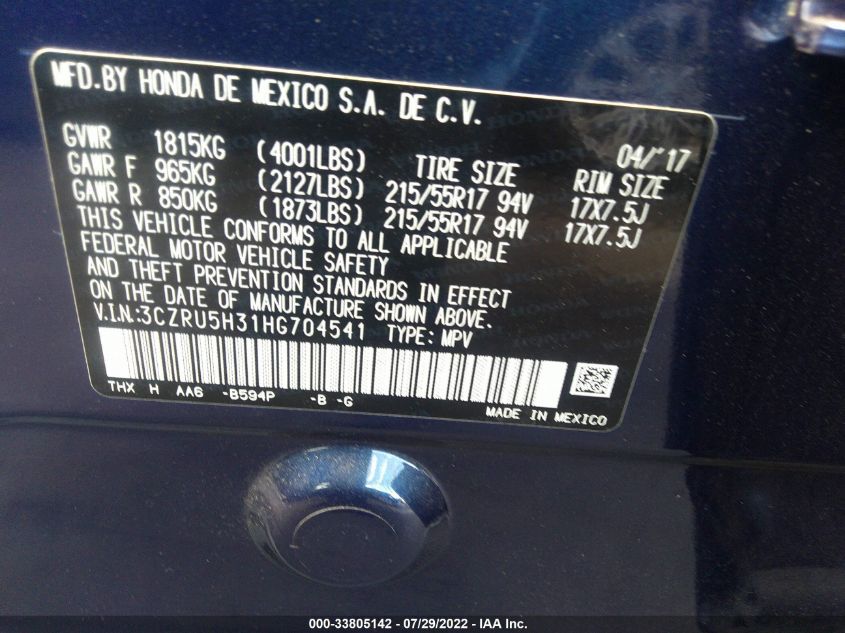 MFD.BY HONDA DE MEXICO S.A. DE C.V.
04/"17
GVWR 1815KG (4001LBS) TIRE SIZE RIM SIZE
GAWR F 965KG (2127LBS) 215/55R17 94V 17X7.5J
GAWR R 850KG (1873LBS) 215/55R17 94V 17X7.5J
THIS VEHICLE CONFORMS TO ALL APPLICABLE
FEDERAL MOTOR VEHICLE SAFETY
AND THEFT PREVENTION STANDARDS IN EFFECT
ON THE DATE OF MANUFACTURE SHOWN ABOVE.
V.I.N.:3CZRU5H31HG704541 TYPE: MPV
THX H AA6 -B594P -B -G
MADE IN MEXICO
000-33805142 - 07/29/2022 - IAA Inc.